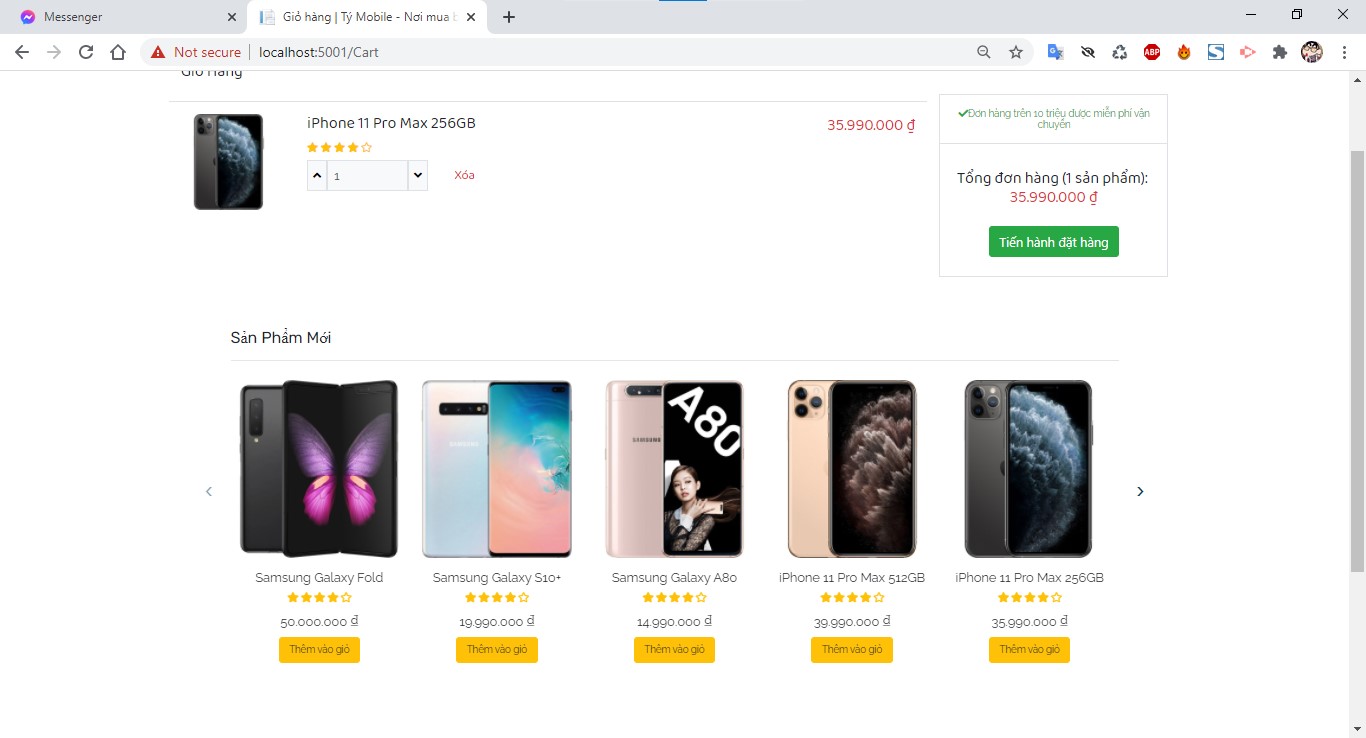 Messenger
Giỏ hàng | Tý Mobile - Nơi mua b
Not secure
localhost:5001/Cart
ABP
Giỏ Hàng
iPhone 11 Pro Max 256GB
35.990.000 ₫
1
Xóa
Đơn hàng trên 10 triệu được miễn phí vận
chuyển
Tổng đơn hàng (1 sản phẩm):
35.990.000 ₫
Tiến hành đặt hàng
Sản Phẩm Mới
SAMSUNG
SAMSUNG
A80
Samsung Galaxy Fold
Samsung Galaxy S10+
Samsung Galaxy A80
iPhone 11 Pro Max 512GB
iPhone 11 Pro Max 256GB
50.000.000 ₫
19.990.000 ₫
14.990.000 ₫
39.990.000 ₫
35.990.000 ₫
Thêm vào giỏ
Thêm vào giỏ
Thêm vào giỏ
Thêm vào giỏ
Thêm vào giỏ